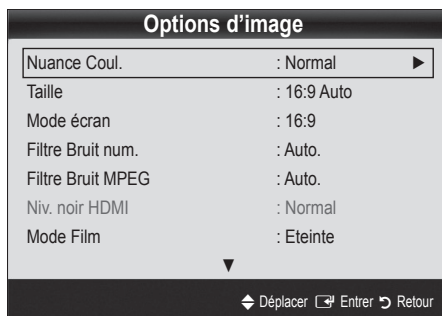 Options d’image
Nuance Coul. : Normal ►
Taille : 16:9 Auto
Mode écran : 16:9
Filtre Bruit num. : Auto.
Filtre Bruit MPEG : Auto.
Niv. noir HDMI : Normal
Mode Film : Eteinte
▼
Déplacer Entrer Retour